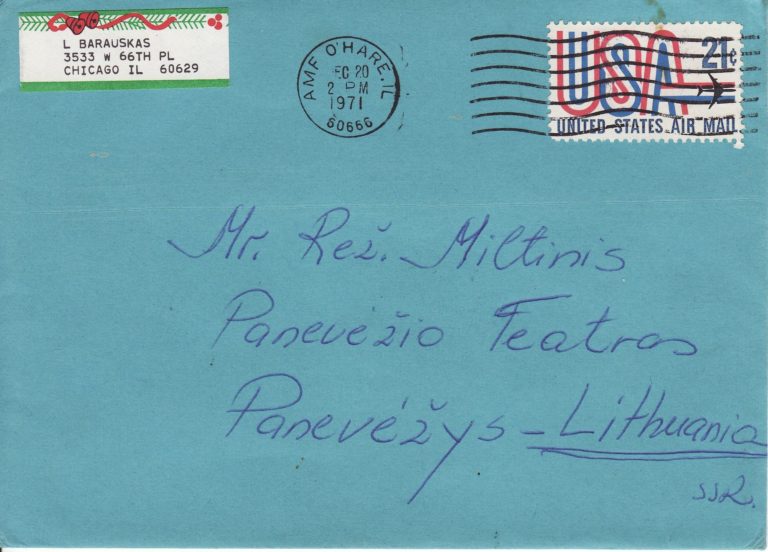 L BARAUSKAS
3533 W 66TH PL
CHICAGO IL 60629
AMF O'HARE, IL
EC 20
2 PM
1971
60666
USA 21¢
UNITED STATES AIR MAIL
Mr. Rež. Miltinis
Panevėžio Teatras
Panevėžys – Lithuania
SSR.